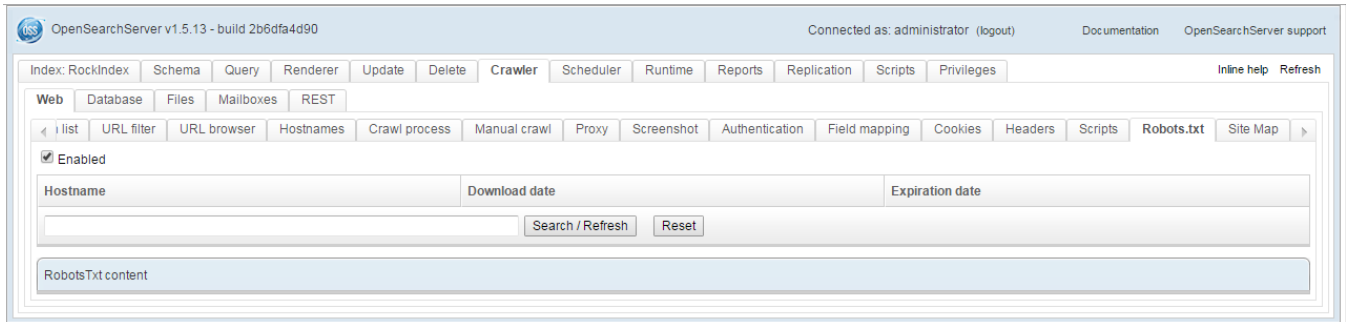 OSS OpenSearchServer v1.5.13 - build 2b6dfa4d90 Connected as: administrator (logout) Documentation OpenSearchServer support
Index: RockIndex Schema Query Renderer Update Delete Crawler Scheduler Runtime Reports Replication Scripts Privileges Inline help Refresh
Web Database Files Mailboxes REST
list URL filter URL browser Hostnames Crawl process Manual crawl Proxy Screenshot Authentication Field mapping Cookies Headers Scripts Robots.txt Site Map
Enabled
Hostname Download date Expiration date
Search / Refresh Reset
RobotsTxt content